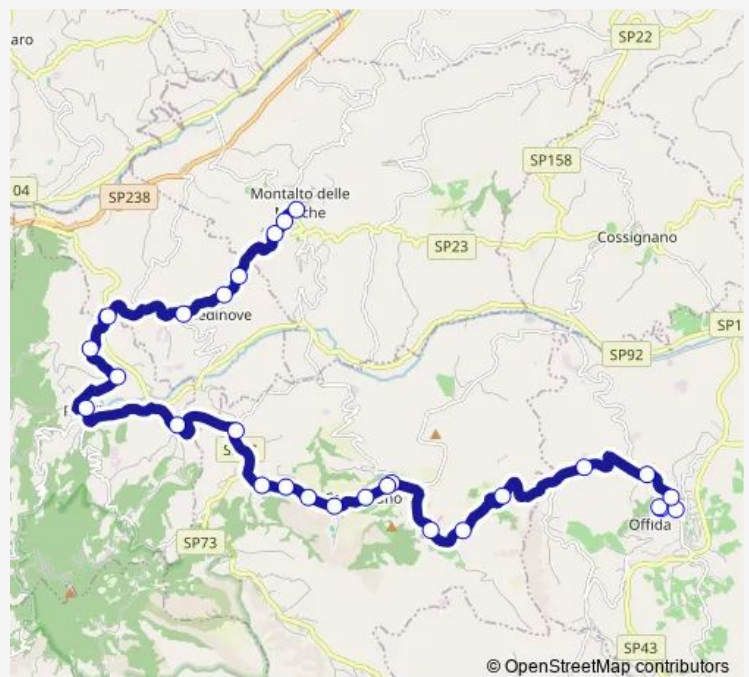 SP22
aro
SP158
04
SP238
Montalto delle
Cossignano
SP23
SP1
SP92
SP73
Offida
SP43
© OpenStreetMap contributors